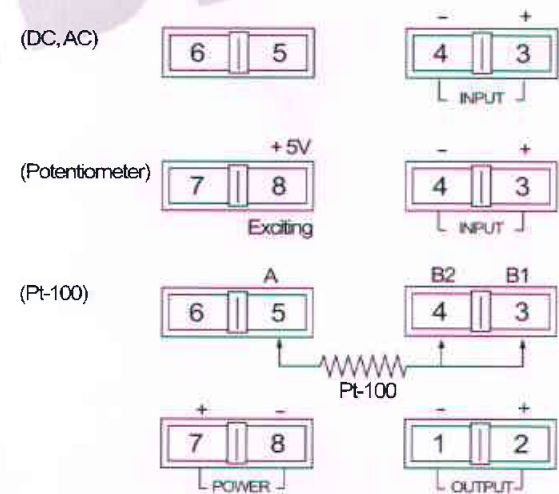 - +
(DC, AC) 6 5 4 3
INPUT
+ 5V - +
(Potentiometer) 7 8 4 3
Exciting INPUT
A B2 B1
(Pt-100) 6 5 4 3
Pt-100
+ - - +
7 8 1 2
POWER OUTPUT